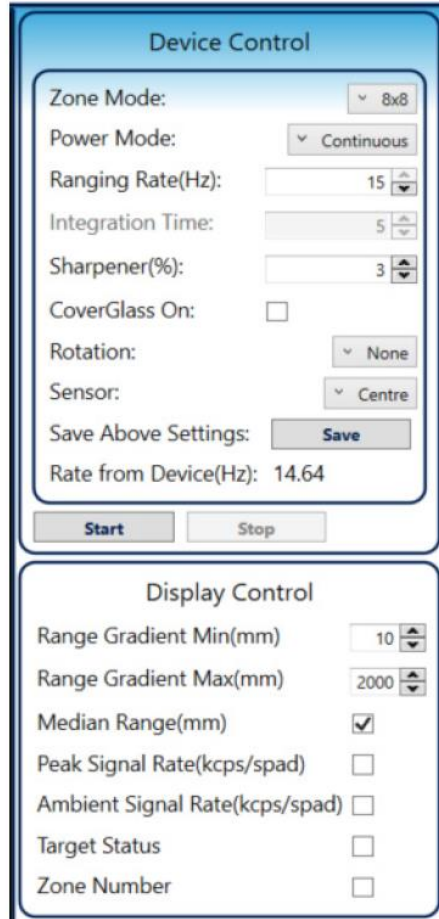 Device Control
Zone Mode: 8x8
Power Mode: Continuous
Ranging Rate(Hz): 15
Integration Time: 5
Sharpener(%): 3
CoverGlass On:
Rotation: None
Sensor: Centre
Save Above Settings: Save
Rate from Device(Hz): 14.64
Start Stop
Display Control
Range Gradient Min(mm) 10
Range Gradient Max(mm) 2000
Median Range(mm)
Peak Signal Rate(kcps/spad)
Ambient Signal Rate(kcps/spad)
Target Status
Zone Number